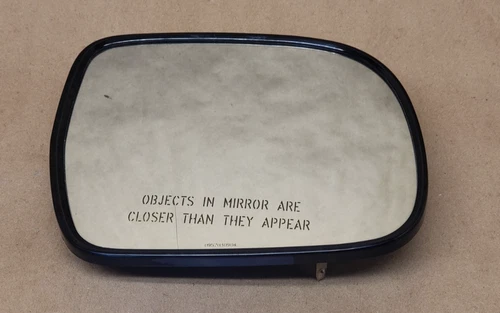 OBJECTS IN MIRROR ARE
CLOSER THAN THEY APPEAR